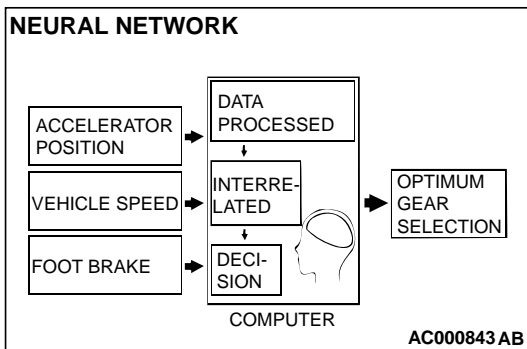 NEURAL NETWORK
ACCELERATOR
POSITION
VEHICLE SPEED
FOOT BRAKE
DATA
PROCESSED
INTERRE-
LATED
DECI-
SION
COMPUTER
OPTIMUM
GEAR
SELECTION
AC000843 AB